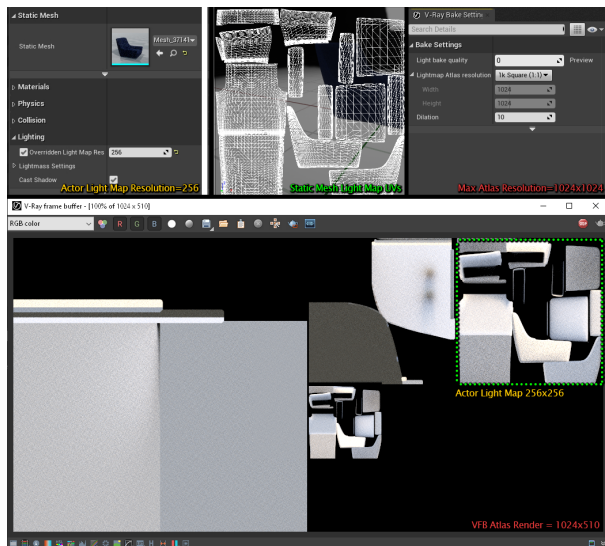 Static Mesh
Static Mesh
Mesh_37141
Materials
Physics
Collision
Lighting
Overridden Light Map Res
256
Lightmass Settings
Cast Shadow
Actor Light Map Resolution=256
Static Mesh Light Map UVs
V-Ray Bake Settin
Search Details
Bake Settings
Light bake quality
0
Preview
Lightmap Atlas resolution
1k Square (1:1)
Width
1024
Height
1024
Dilation
10
Max Atlas Resolution=1024x1024
V-Ray frame buffer - [100% of 1024 x 510]
RGB color
R
G
B
Actor Light Map 256x256
VFB Atlas Render = 1024x510